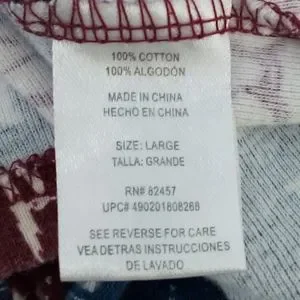 100% COTTON
100% ALGODÓN
MADE IN CHINA
HECHO EN CHINA
SIZE: LARGE
TALLA: GRANDE
RN# 82457
UPC# 490201808268
SEE REVERSE FOR CARE
VEA DETRAS INSTRUCCIONES
DE LAVADO